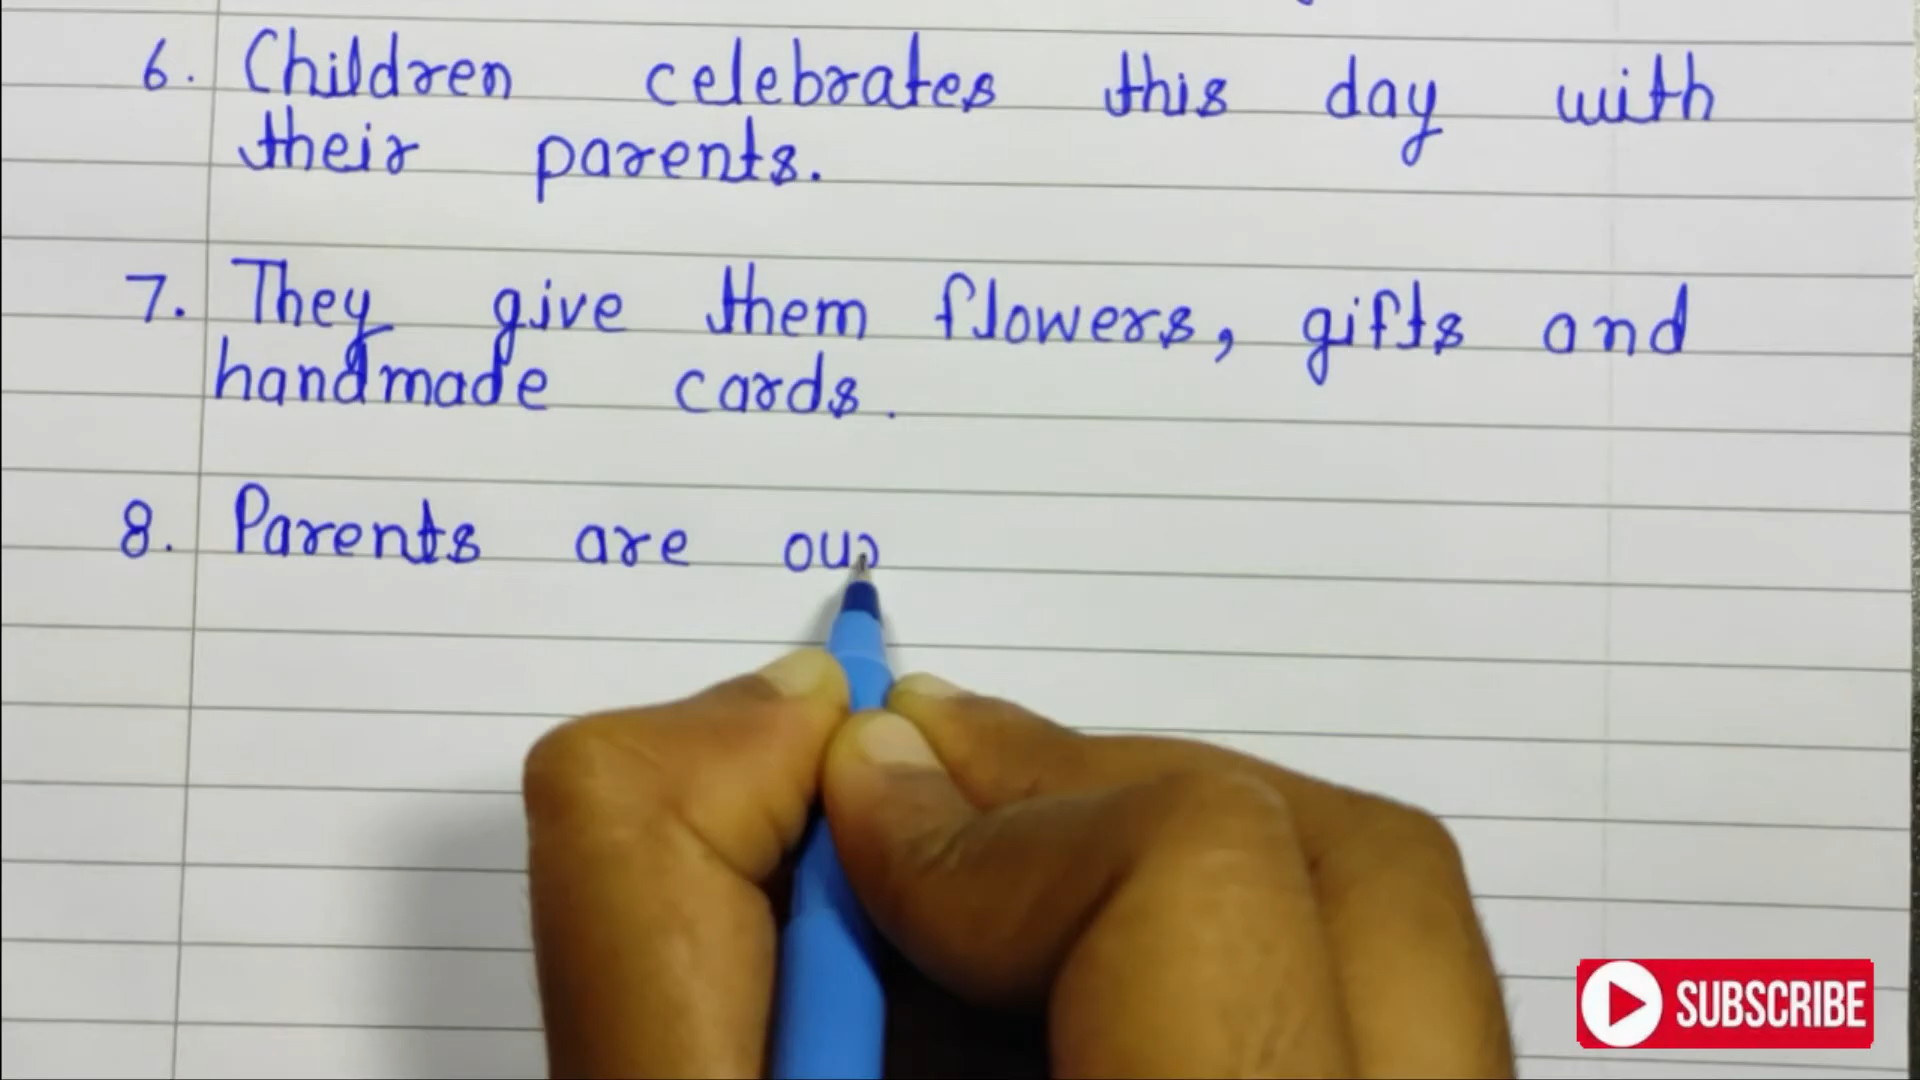 6. Children celebrates this day with
their parents.
7. They give them flowers, gifts and
handmade cards.
8. Parents are our
SUBSCRIBE